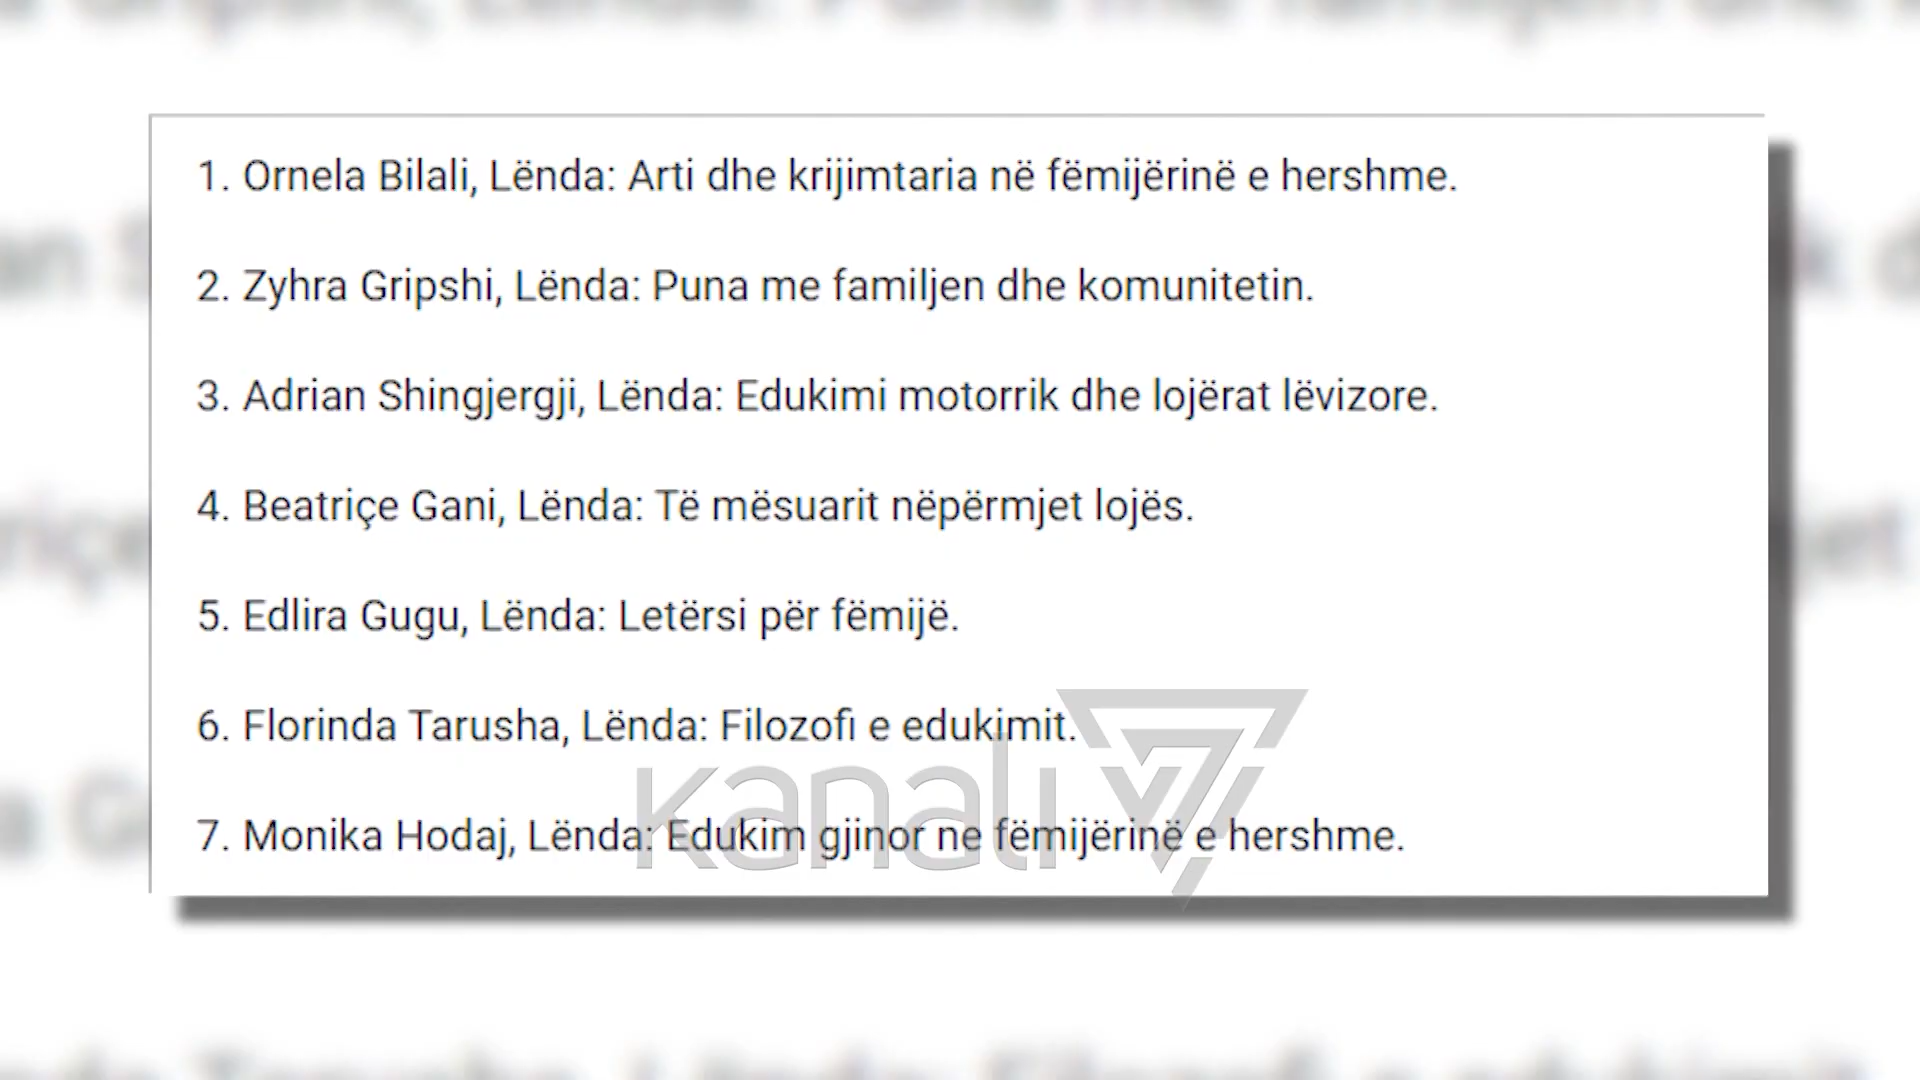 1. Ornela Bilali, Lënda: Arti dhe krijimtaria në fëmijërinë e hershme.
2. Zyhra Gripshi, Lënda: Puna me familjen dhe komunitetin.
3. Adrian Shingjergji, Lënda: Edukimi motorrik dhe lojërat lëvizore.
4. Beatriçe Gani, Lënda: Të mësuarit nëpërmjet lojës.
5. Edlira Gugu, Lënda: Letërsi për fëmijë.
6. Florinda Tarusha, Lënda: Filozofi e edukimit.
kanali 7
7. Monika Hodaj, Lënda: Edukim gjinor ne fëmijërinë e hershme.